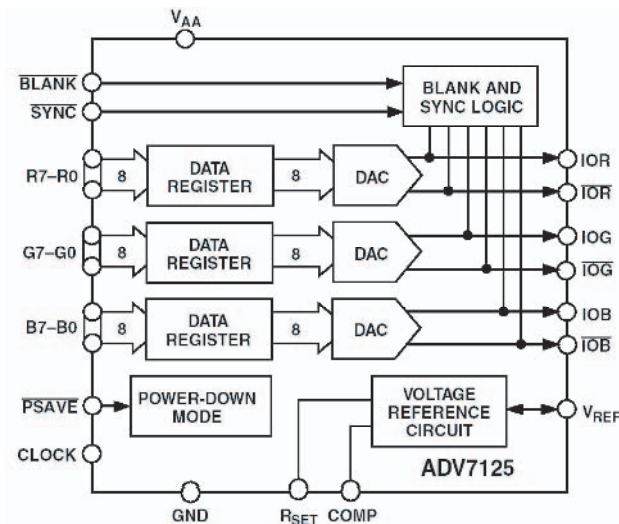 VAA
BLANK
SYNC
BLANK AND
SYNC LOGIC
R7–R0
8
DATA
REGISTER
8
DAC
IOR
IOR
G7–G0
8
DATA
REGISTER
8
DAC
IOG
IOG
B7–B0
8
DATA
REGISTER
8
DAC
IOB
IOB
PSAVE
POWER-DOWN
MODE
VOLTAGE
REFERENCE
CIRCUIT
VREF
CLOCK
ADV7125
GND
RSET
COMP